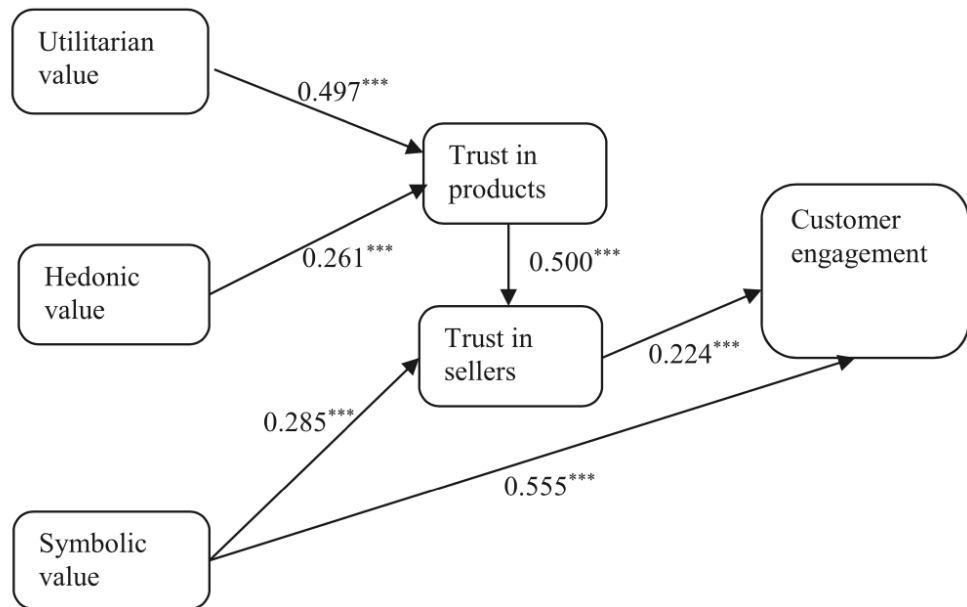 Utilitarian
value
0.497***
Trust in
products
Customer
engagement
0.261***
0.500***
Hedonic
value
Trust in
sellers
0.224***
0.285***
0.555***
Symbolic
value